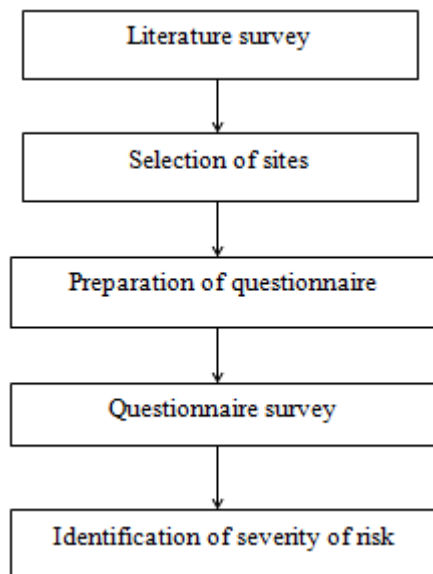 Literature survey
Selection of sites
Preparation of questionnaire
Questionnaire survey
Identification of severity of risk